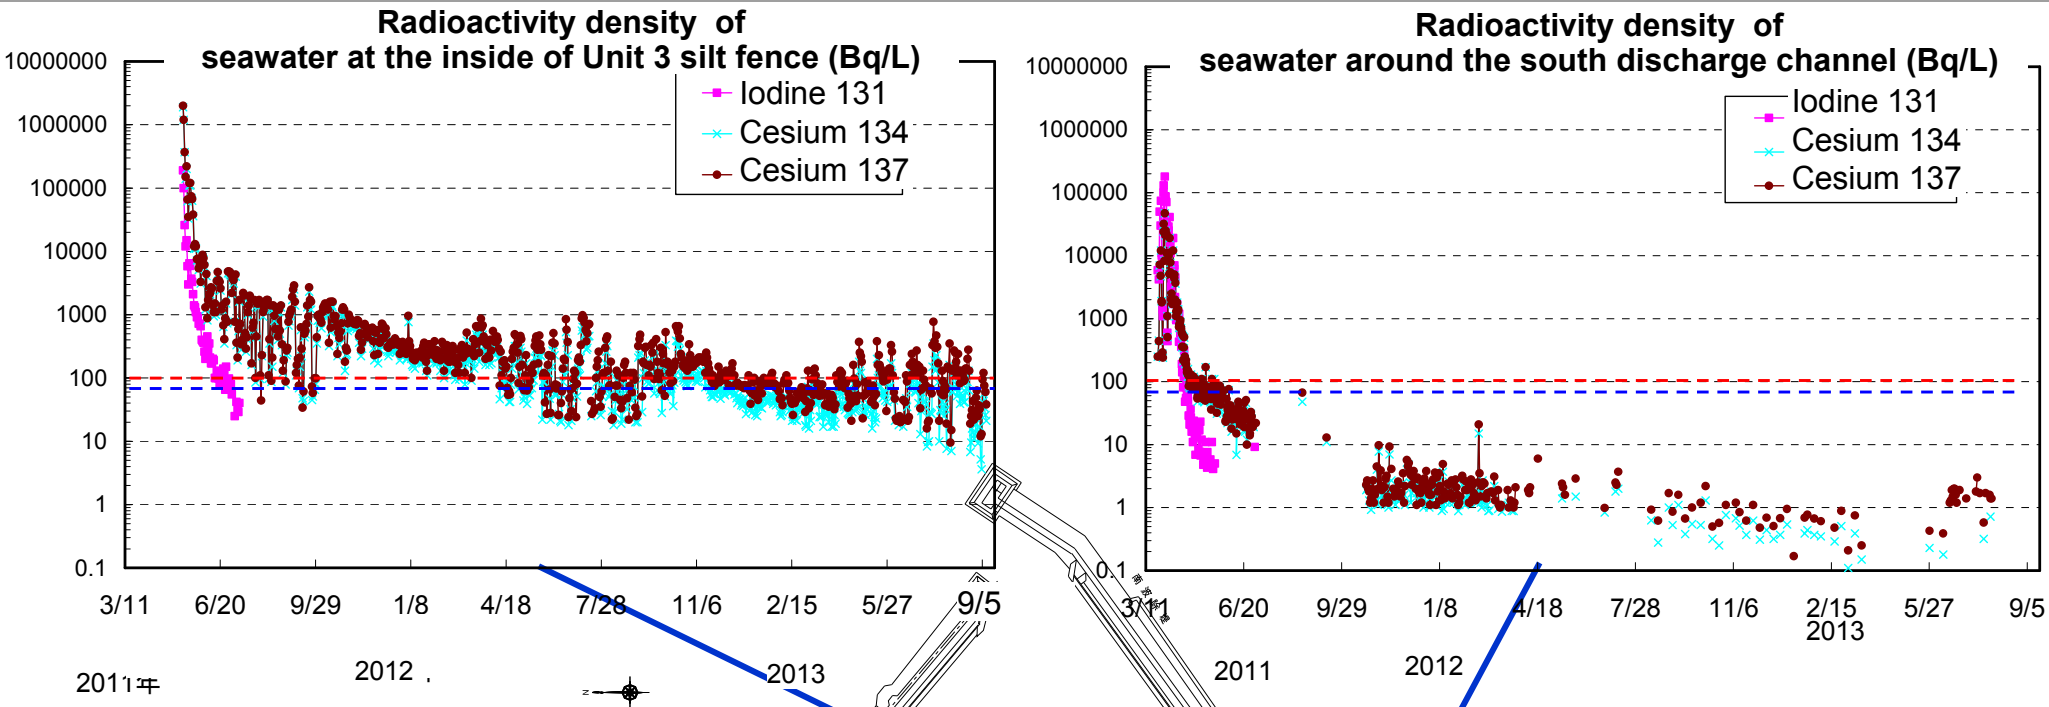 Radioactivity density of
seawater at the inside of Unit 3 silt fence (Bq/L)
10000000
1000000
100000
10000
1000
100
10
1
0.1
Iodine 131
Cesium 134
Cesium 137
3/11 6/20 9/29 1/8 4/18 7/28 11/6 2/15 5/27 9/5
2011年 2012 2013
N
Radioactivity density of
seawater around the south discharge channel (Bq/L)
10000000
1000000
100000
10000
1000
100
10
1
0.1
Iodine 131
Cesium 134
Cesium 137
3/11 6/20 9/29 1/8 4/18 7/28 11/6 2/15 5/27 9/5
2011 2012 2013